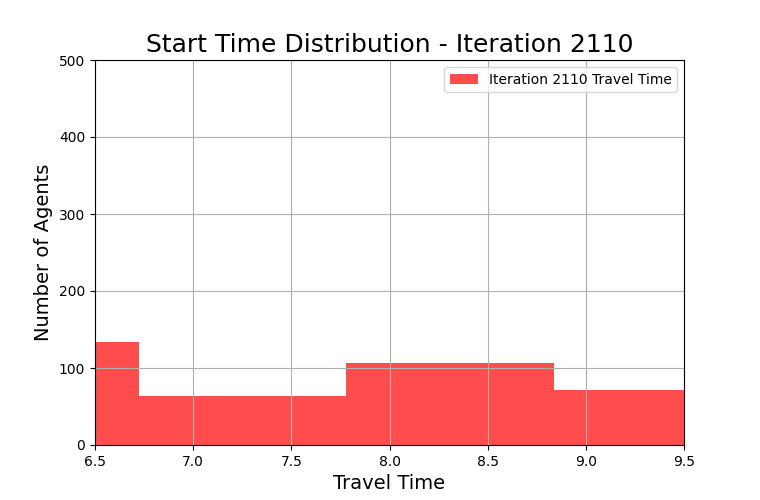 Start Time Distribution - Iteration 2110
500
400
300
200
100
0
Number of Agents
Iteration 2110 Travel Time
6.5 7.0 7.5 8.0 8.5 9.0 9.5
Travel Time